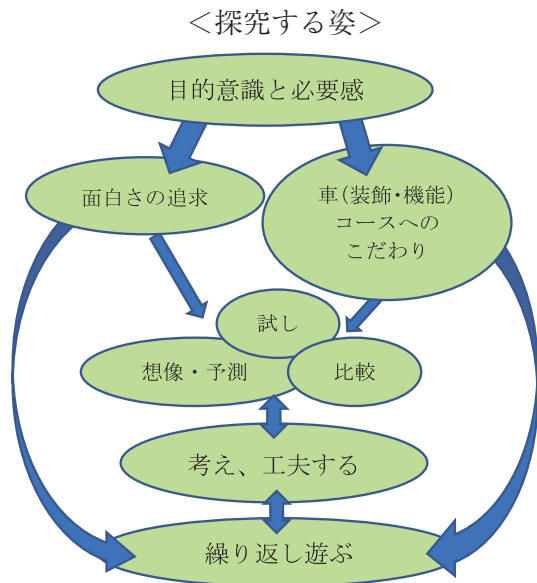 ＜探究する姿＞
目的意識と必要感
面白さの追求
車（装飾・機能）
コースへの
こだわり
試し
想像・予測
比較
考え、工夫する
繰り返し遊ぶ